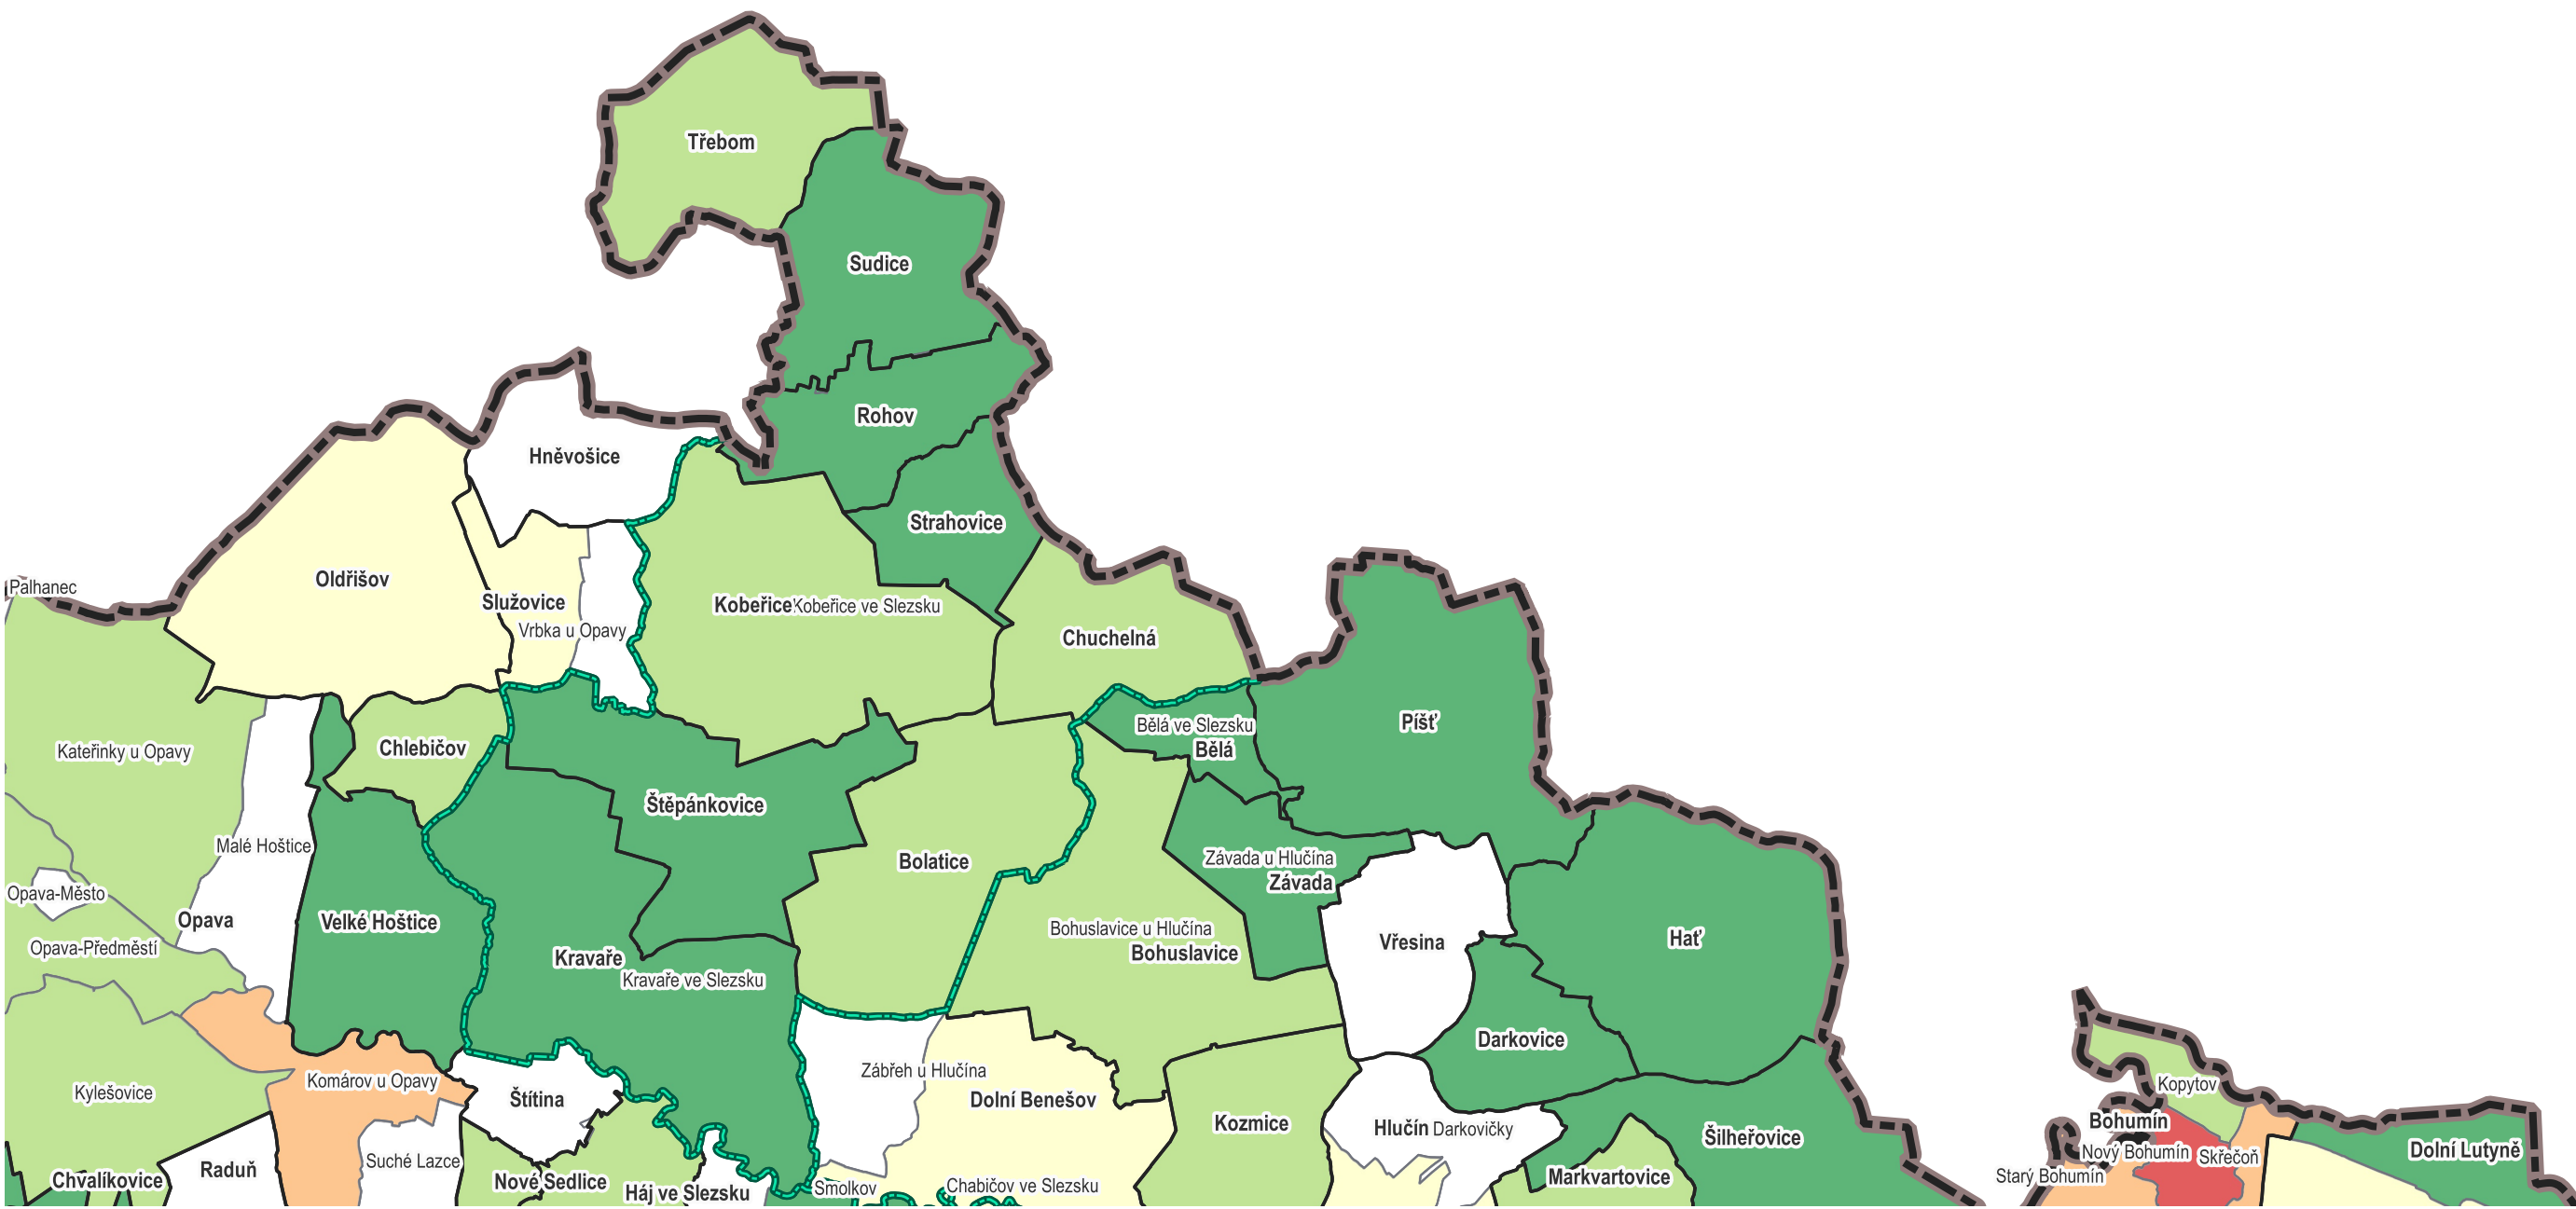 Třebom
Sudice
Rohov
Hněvošice
Strahovice
Oldřišov
Palhanec
Služovice
Kobeřice
Kobeřice ve Slezsku
Vrbka u Opavy
Chuchelná
Píšť
Bělá ve Slezsku
Bělá
Kateřinky u Opavy
Chlebičov
Štěpánkovice
Malé Hoštice
Bolatice
Závada u Hlučína
Závada
Opava-Město
Opava
Velké Hoštice
Opava-Předměstí
Kravaře
Kravaře ve Slezsku
Bohuslavice u Hlučína
Bohuslavice
Vřesina
Hať
Darkovice
Zábřeh u Hlučína
Komárov u Opavy
Kylešovice
Štítina
Dolní Benešov
Kopytov
Kozmice
Hlučín
Darkovičky
Šilheřovice
Bohumín
Nový Bohumín
Skřečoň
Dolní Lutyně
Starý Bohumín
Suché Lazce
Raduň
Chvalíkovice
Nové Sedlice
Háj ve Slezsku
Smolkov
Chabičov ve Slezsku
Markvartovice